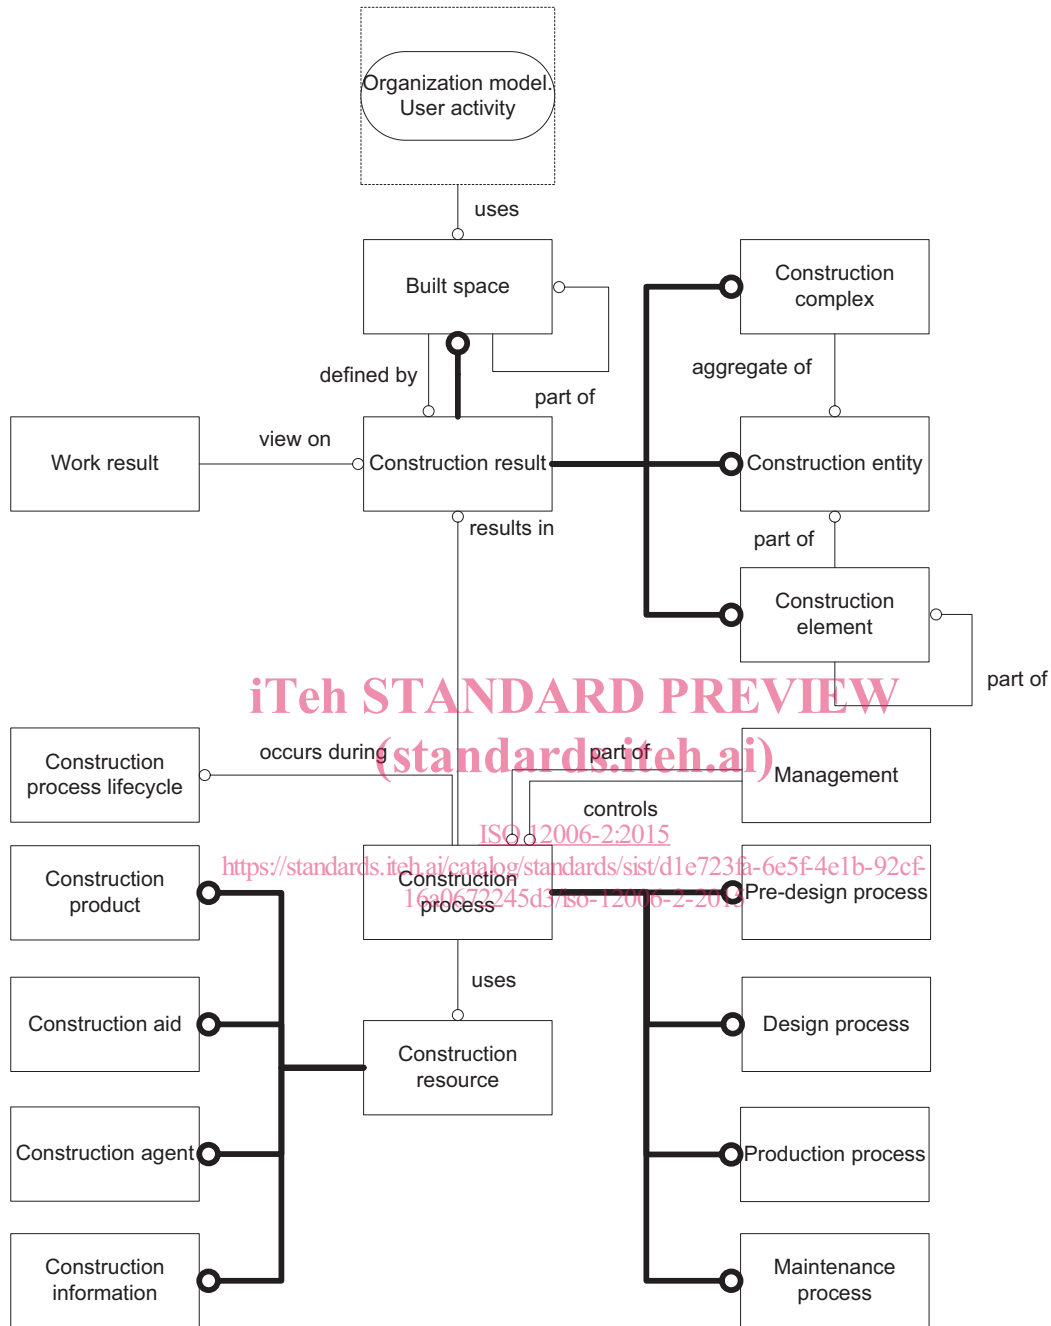 Organization model.
User activity
uses
Built space
Construction
complex
defined by
part of
aggregate of
Work result
view on
Construction result
Construction entity
results in
part of
Construction
element
part of
iTeh STANDARD PREVIEW
(standards.iteh.ai)
Construction
process lifecycle
occurs during
part of
Management
controls
ISO 12006-2:2015
https://standards.iteh.ai/catalog/standards/sist/d1e723fa-6e5f-4e1b-92cf-
16a0672245d3/iso-12006-2-2015
Construction
product
Construction
process
Pre-design process
uses
Construction aid
Construction
resource
Design process
Construction agent
Production process
Construction
information
Maintenance
process